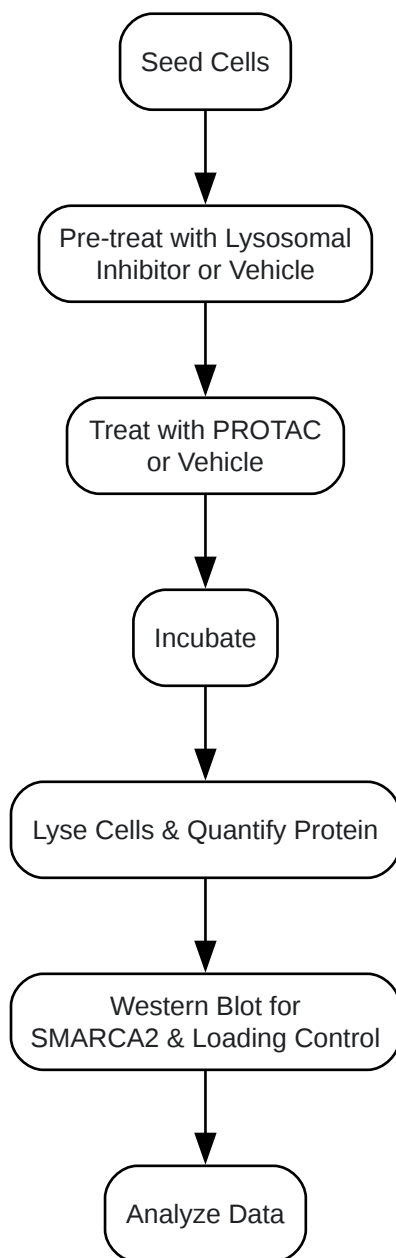 Seed Cells
Pre-treat with Lysosomal
Inhibitor or Vehicle
Treat with PROTAC
or Vehicle
Incubate
Lyse Cells & Quantify Protein
Western Blot for
SMARCA2 & Loading Control
Analyze Data